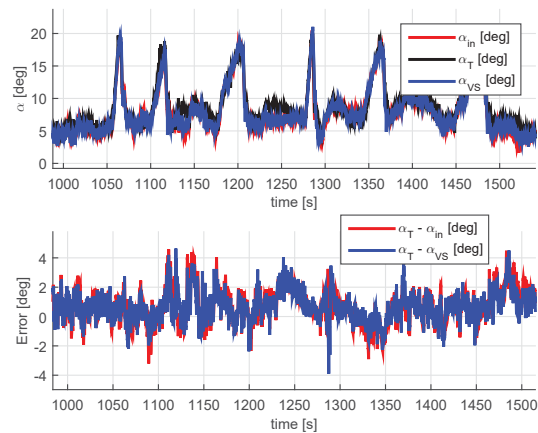 20
15
10
5
0
α [deg]
α_in [deg]
α_T [deg]
α_VS [deg]
1000 1050 1100 1150 1200 1250 1300 1350 1400 1450 1500
time [s]
α_T - α_in [deg]
α_T - α_VS [deg]
4
2
0
-2
-4
Error [deg]
1000 1050 1100 1150 1200 1250 1300 1350 1400 1450 1500
time [s]